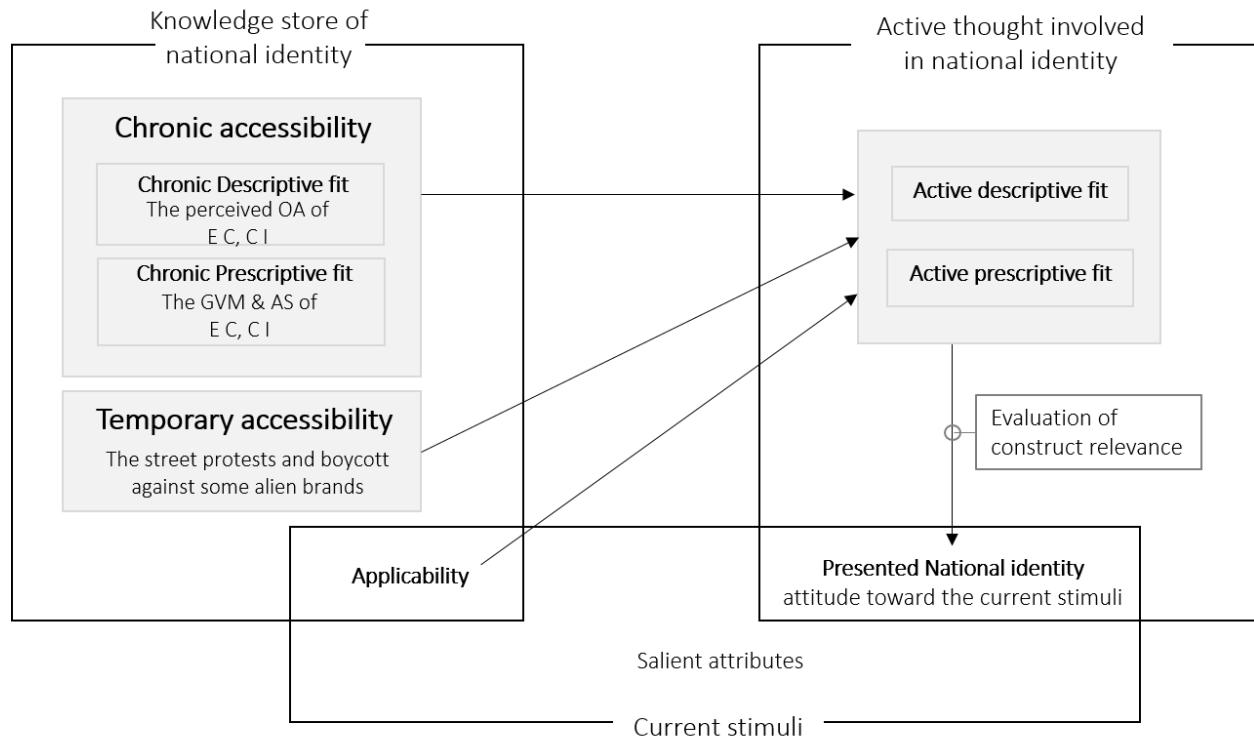 Knowledge store of
national identity
Chronic accessibility
Chronic Descriptive fit
The perceived OA of
E C, C I
Chronic Prescriptive fit
The GVM & AS of
E C, C I
Temporary accessibility
The street protests and boycott
against some alien brands
Applicability
Active thought involved
in national identity
Active descriptive fit
Active prescriptive fit
Evaluation of
construct relevance
Presented National identity
attitude toward the current stimuli
Salient attributes
Current stimuli